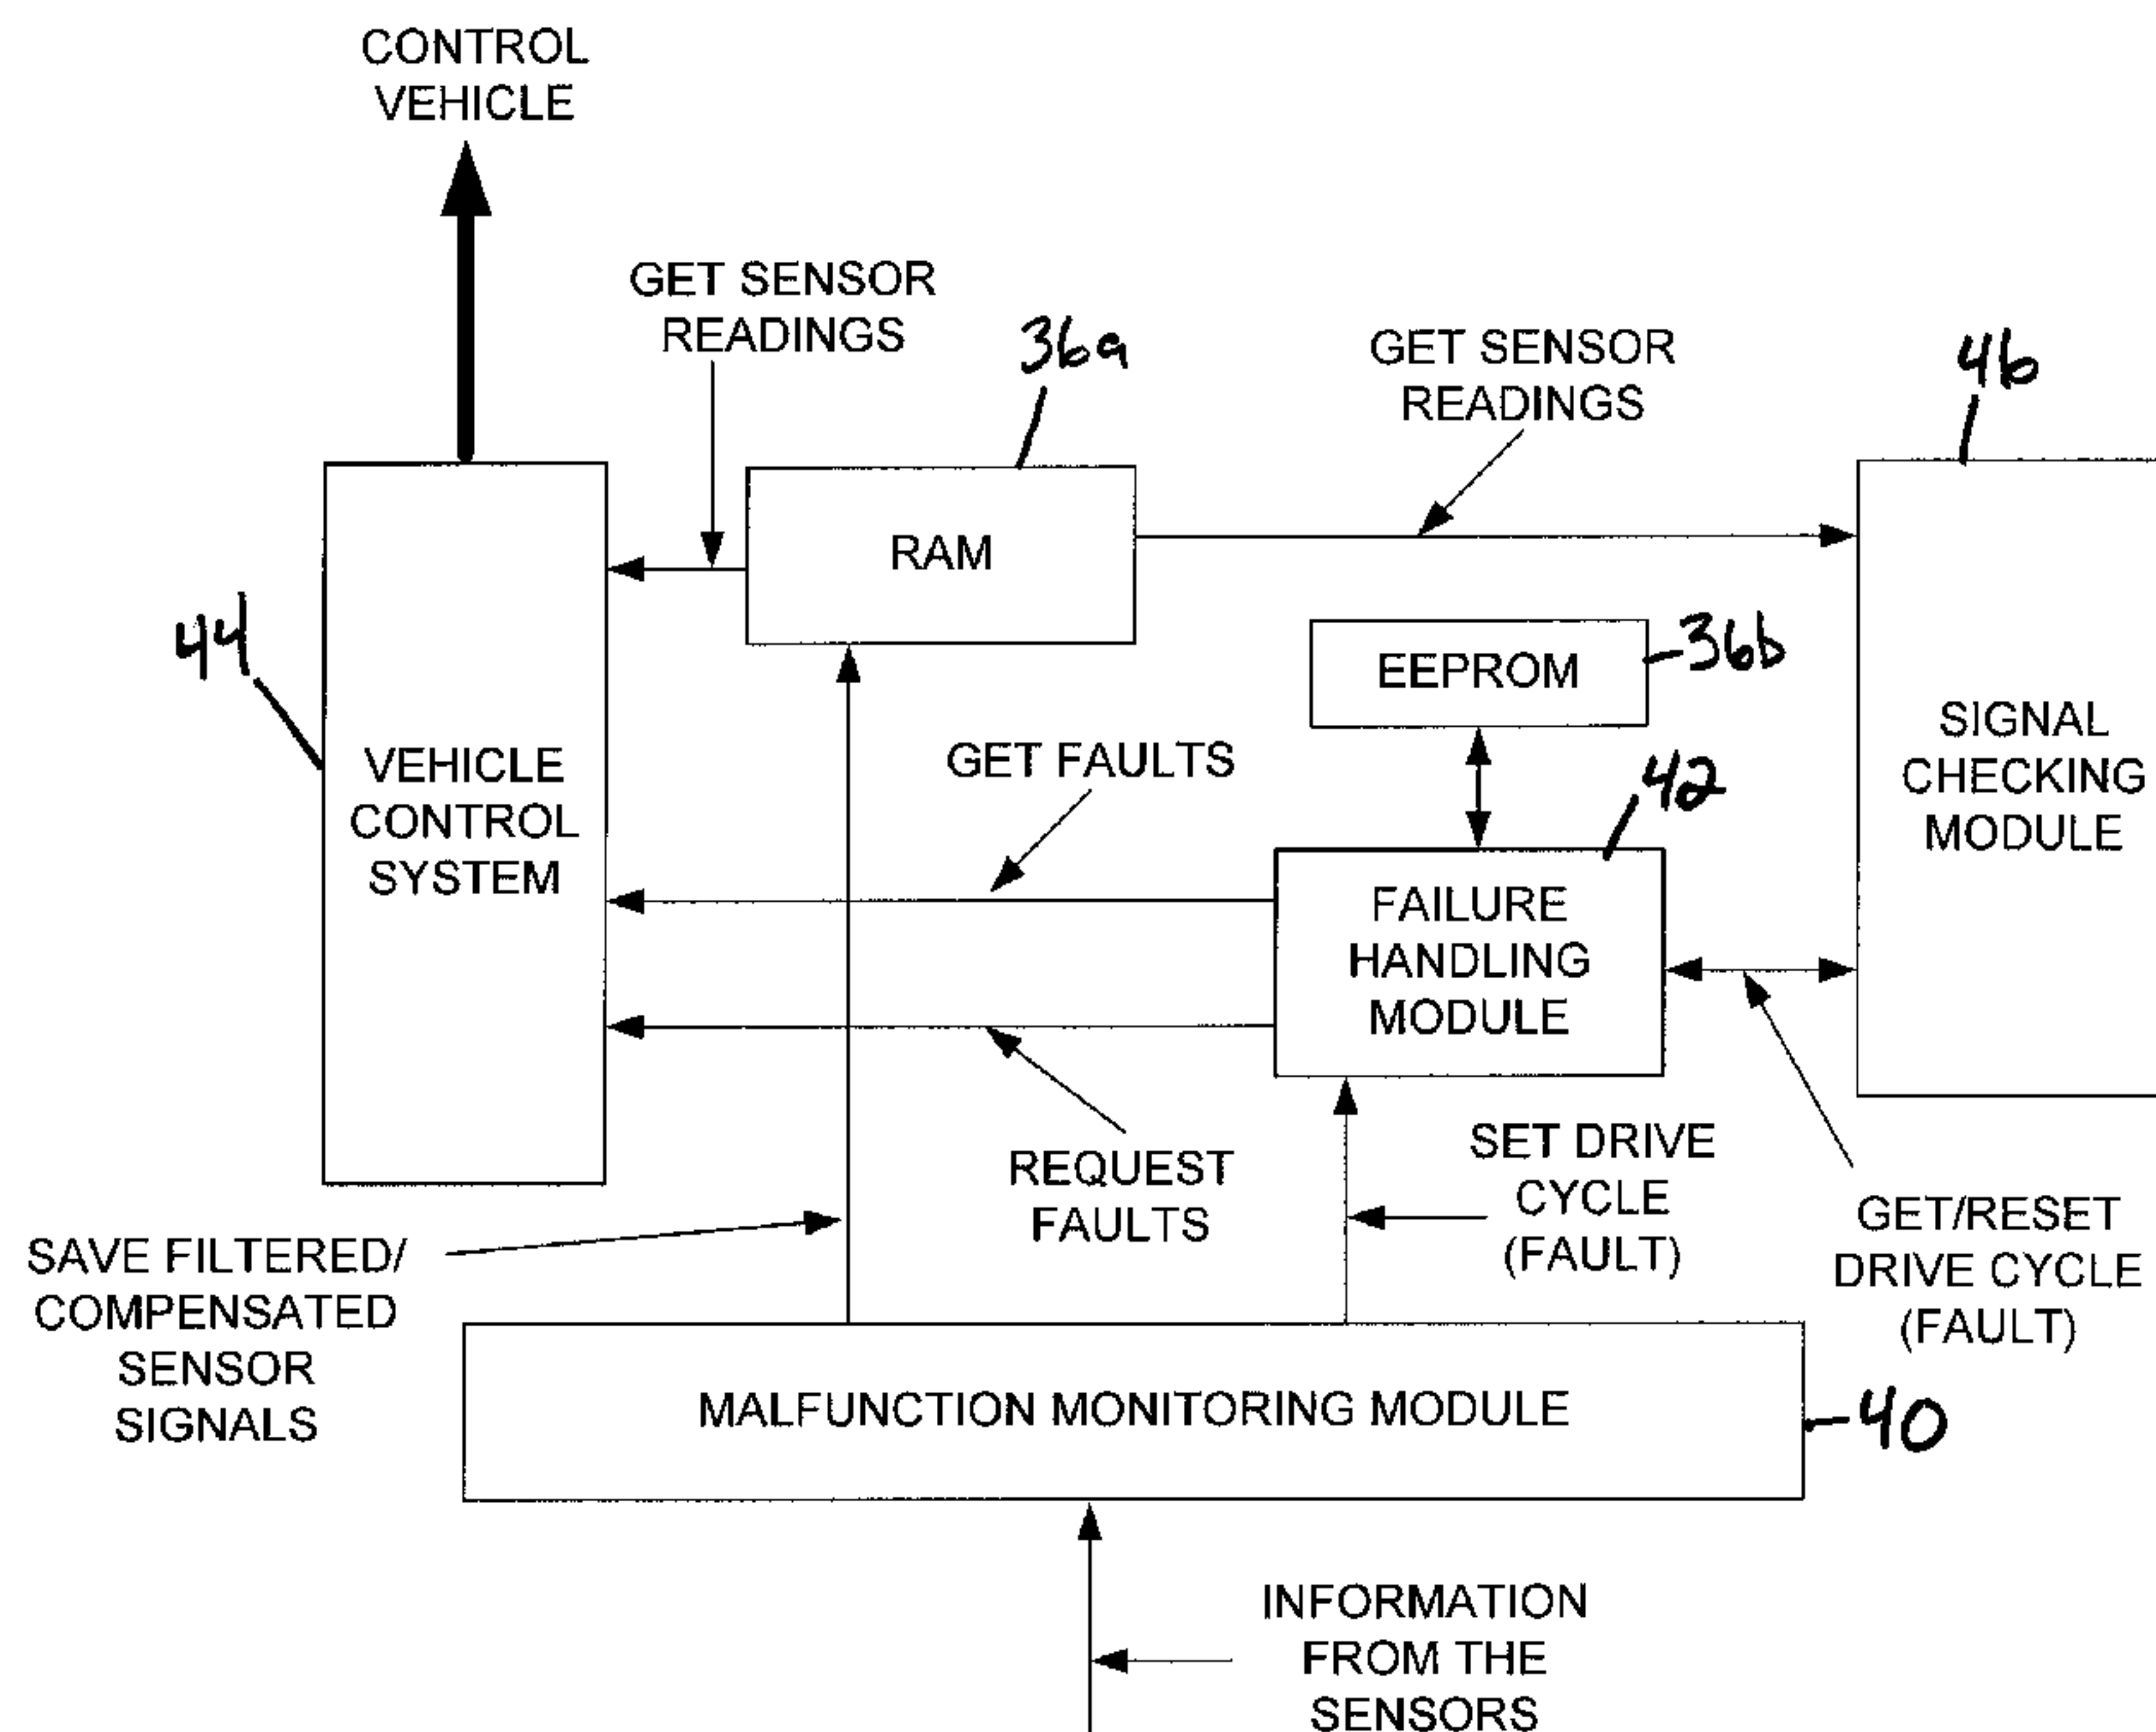 CONTROL
VEHICLE
GET SENSOR
READINGS
36a
GET SENSOR
READINGS
46
RAM
44
EEPROM
36b
VEHICLE
CONTROL
SYSTEM
GET FAULTS
42
SIGNAL
CHECKING
MODULE
FAILURE
HANDLING
MODULE
REQUEST
FAULTS
SET DRIVE
CYCLE
(FAULT)
GET/RESET
DRIVE CYCLE
(FAULT)
SAVE FILTERED/
COMPENSATED
SENSOR
SIGNALS
MALFUNCTION MONITORING MODULE
40
INFORMATION
FROM THE
SENSORS